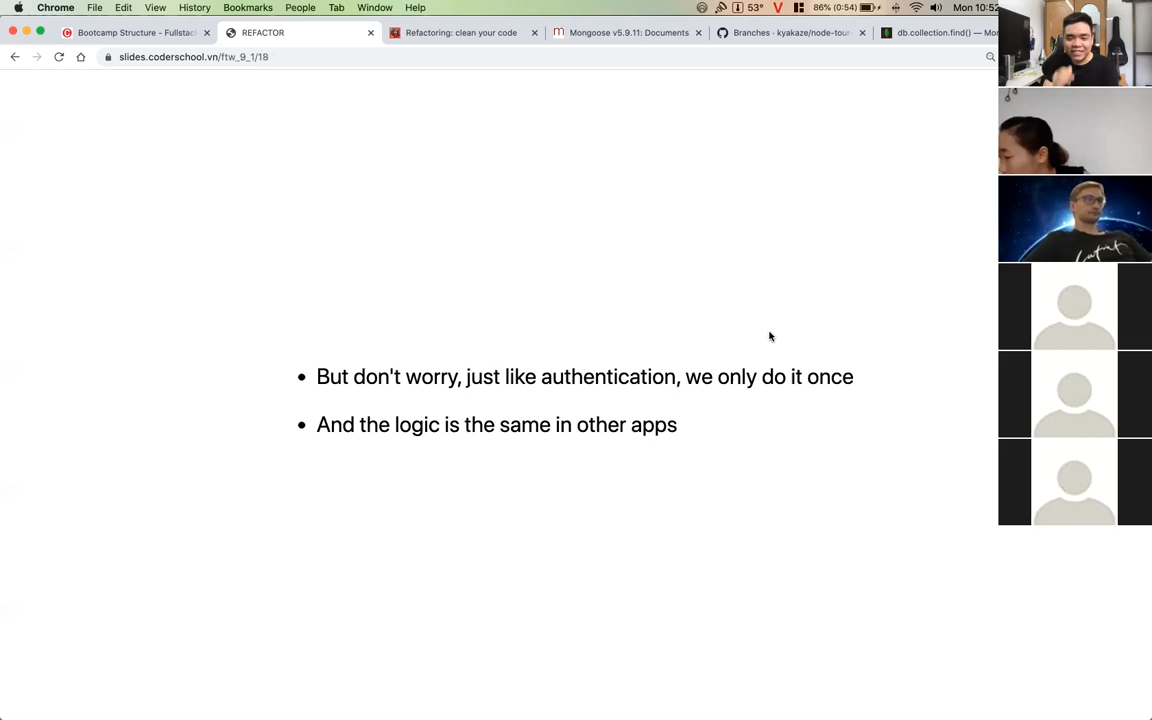 Chrome File Edit View History Bookmarks People Tab Window Help 53° 86% (0:54) Mon 10:52
Bootcamp Structure - Fullstac REFACTOR Refactoring: clean your code Mongoose v5.9.11: Documents Branches · kyakaze/node-tour db.collection.find() — Mon
slides.coderschool.vn/ftw_9_1/18
• But don't worry, just like authentication, we only do it once
• And the logic is the same in other apps